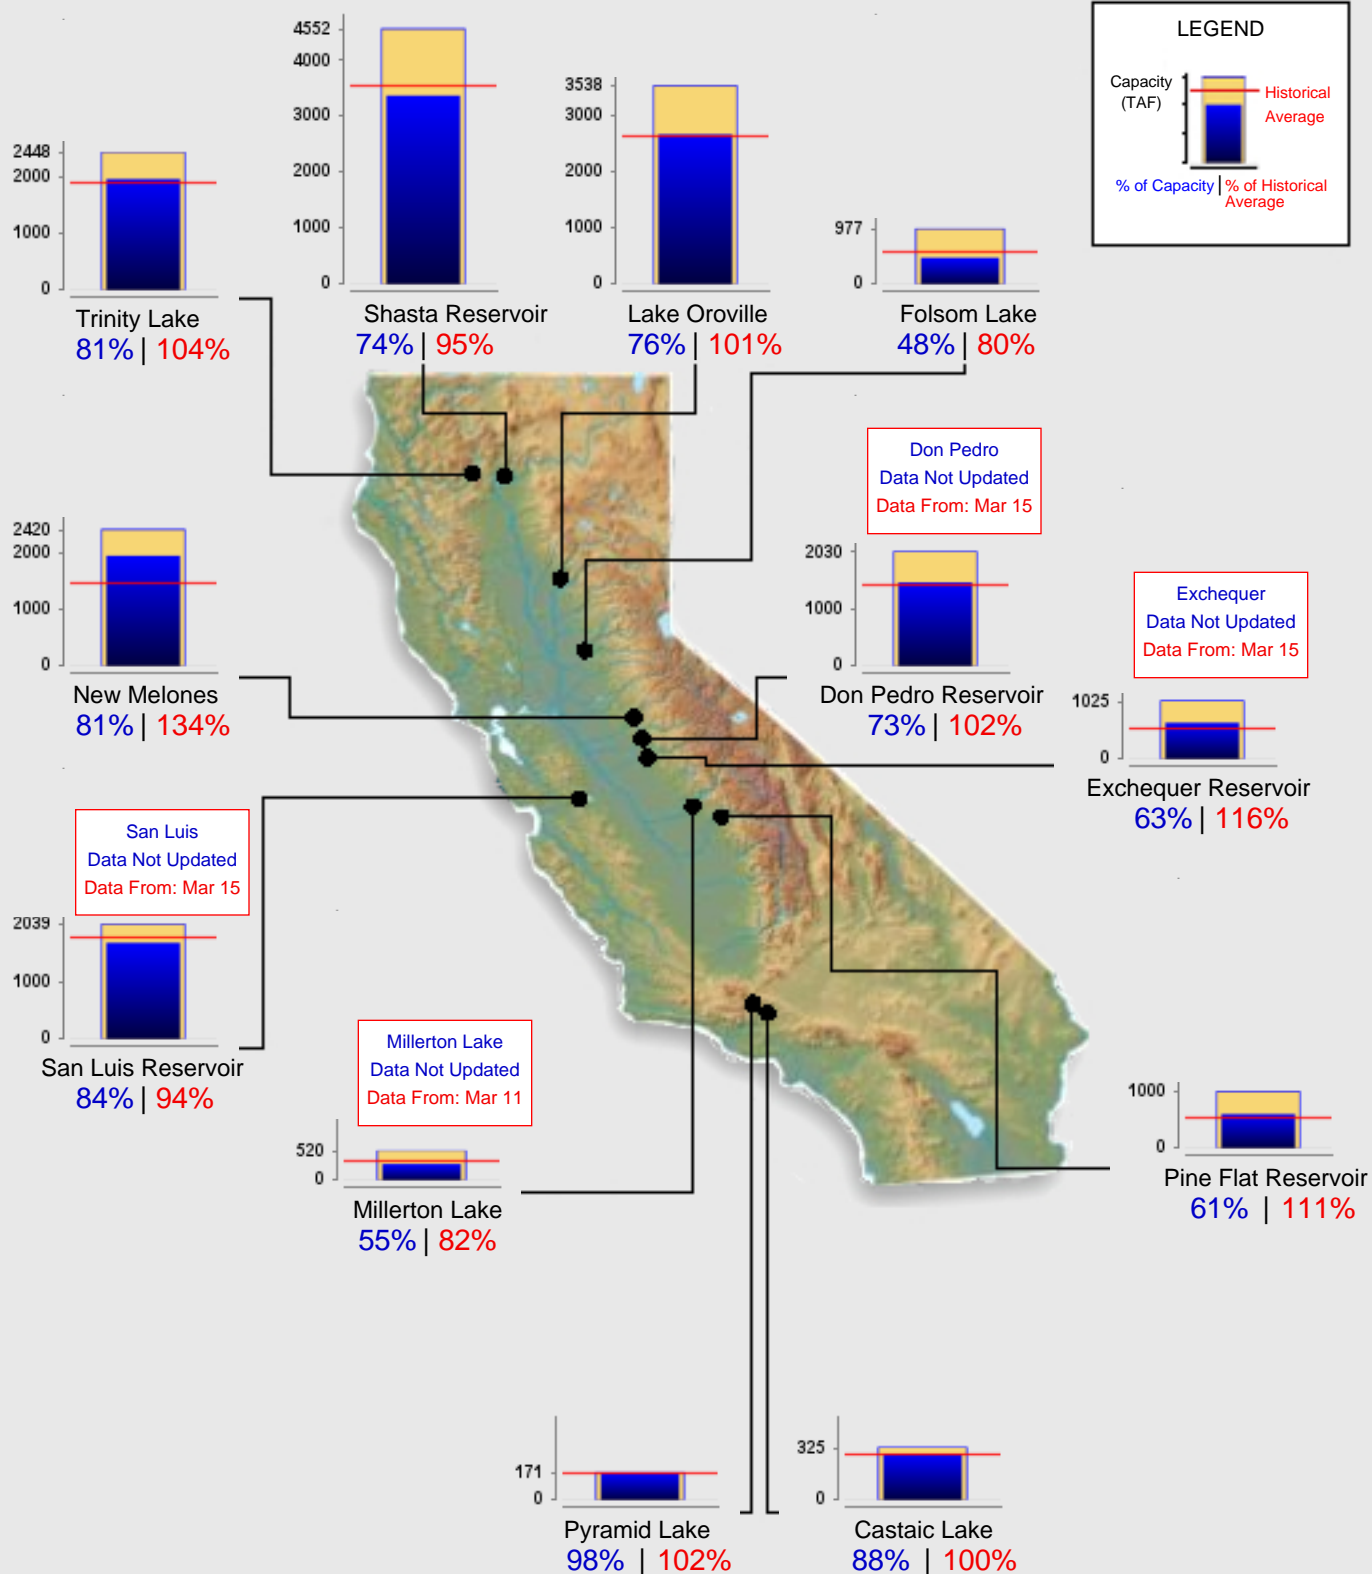 LEGEND
Capacity
(TAF)
Historical
Average
% of Capacity | % of Historical
Average
4552
4000
3000
2000
1000
0
Shasta Reservoir
74% | 95%
3538
3000
2000
1000
0
Lake Oroville
76% | 101%
2448
2000
1000
0
Trinity Lake
81% | 104%
977
0
Folsom Lake
48% | 80%
2420
2000
1000
0
New Melones
81% | 134%
Don Pedro
Data Not Updated
Data From: Mar 15
2030
1000
0
Don Pedro Reservoir
73% | 102%
Exchequer
Data Not Updated
Data From: Mar 15
1025
0
Exchequer Reservoir
63% | 116%
San Luis
Data Not Updated
Data From: Mar 15
2039
1000
0
San Luis Reservoir
84% | 94%
Millerton Lake
Data Not Updated
Data From: Mar 11
520
0
Millerton Lake
55% | 82%
1000
0
Pine Flat Reservoir
61% | 111%
171
0
Pyramid Lake
98% | 102%
325
0
Castaic Lake
88% | 100%